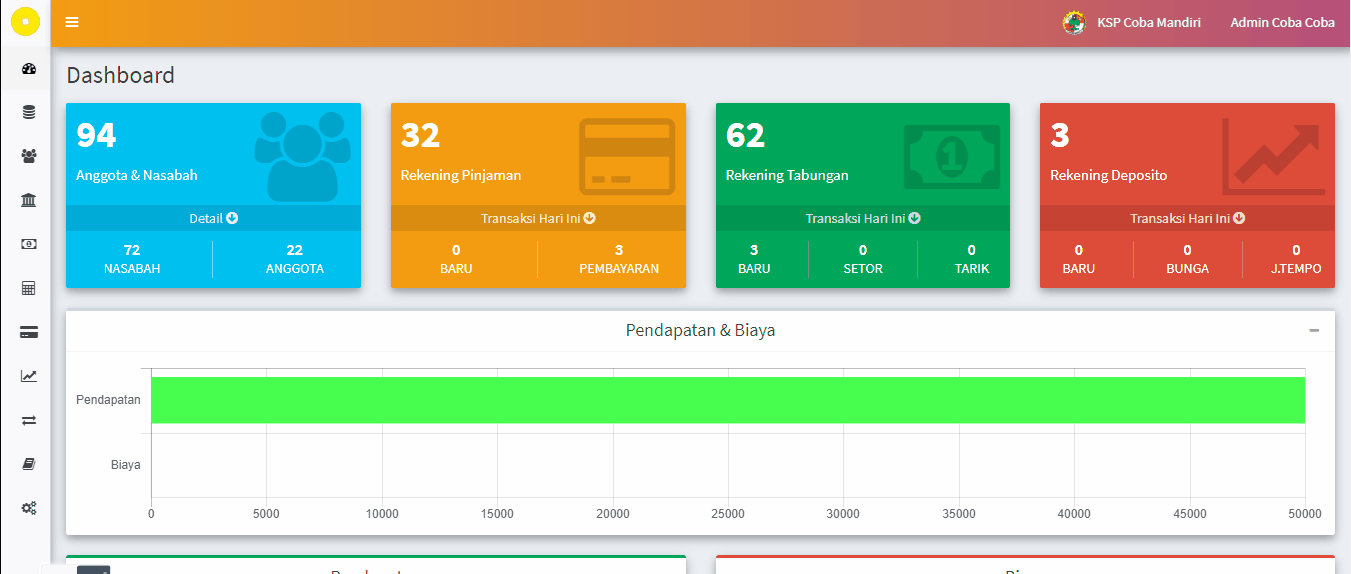 KSP Coba Mandiri Admin Coba Coba
Dashboard
94
Anggota & Nasabah
Detail
72 22
NASABAH ANGGOTA
32
Rekening Pinjaman
Transaksi Hari Ini
0 3
BARU PEMBAYARAN
62
Rekening Tabungan
Transaksi Hari Ini
3 0 0
BARU SETOR TARIK
3
Rekening Deposito
Transaksi Hari Ini
0 0 0
BARU BUNGA J.TEMPO
Pendapatan & Biaya
Pendapatan
Biaya
0 5000 10000 15000 20000 25000 30000 35000 40000 45000 50000